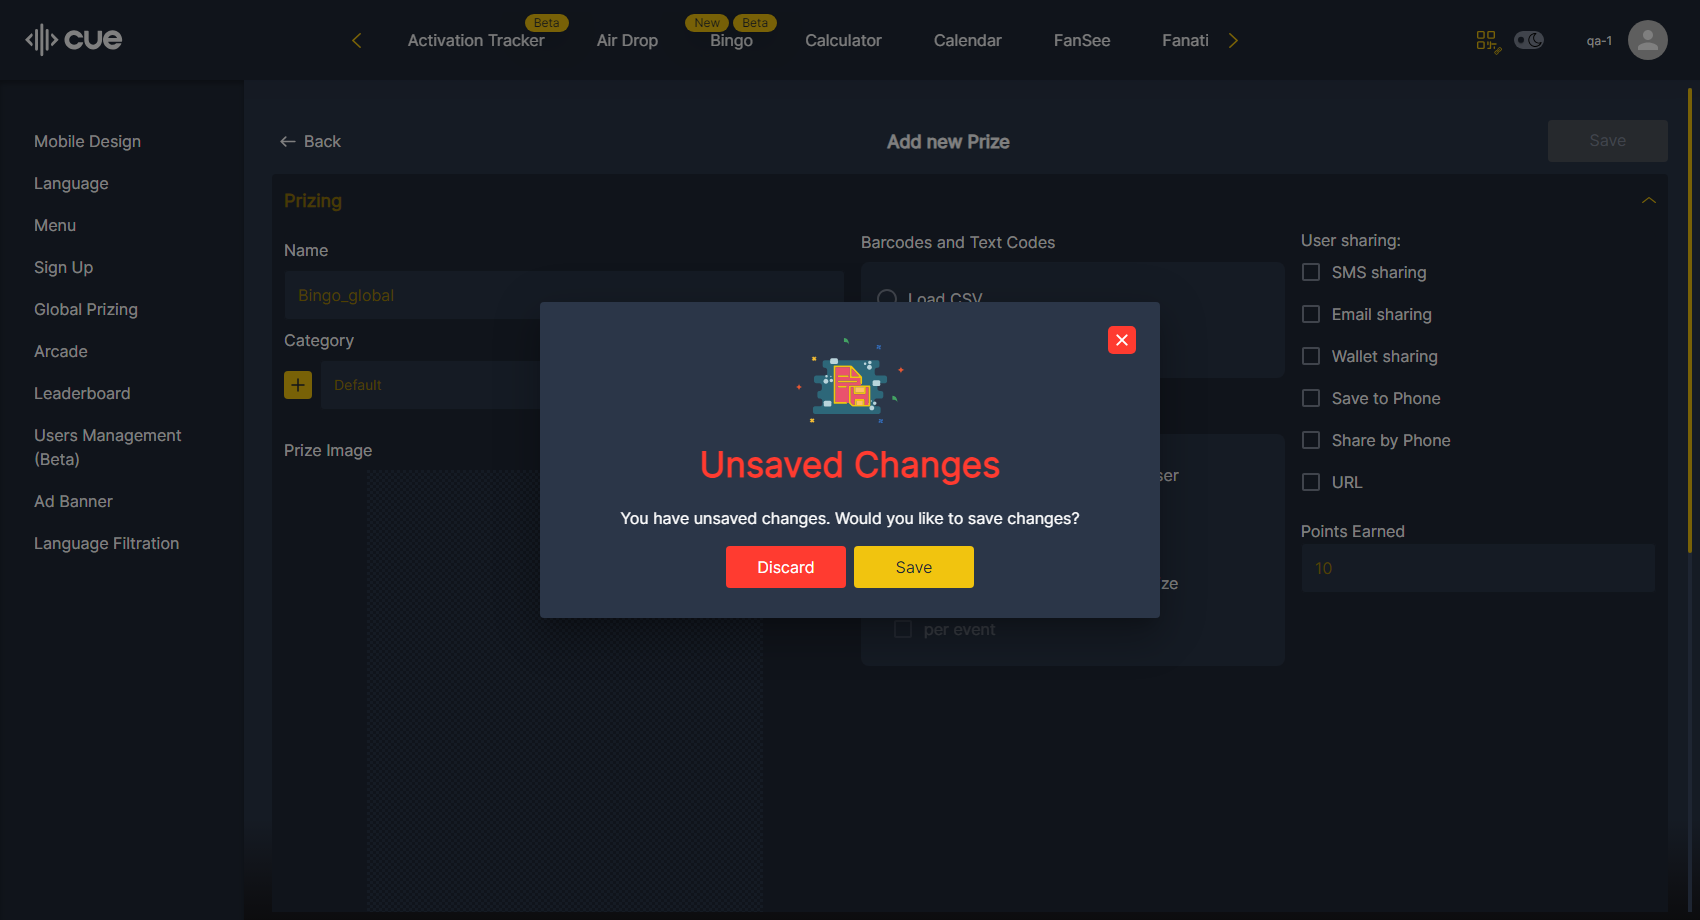 cue
Beta
New
Beta
Activation Tracker
Air Drop
Bingo
Calculator
Calendar
FanSee
Fanati
qa-1
Mobile Design
Language
Menu
Sign Up
Global Prizing
Arcade
Leaderboard
Users Management
(Beta)
Ad Banner
Language Filtration
Back
Add new Prize
Save
Prizing
Name
Bingo_global
Category
Default
Prize Image
Barcodes and Text Codes
Load CSV
ser
ze
per event
User sharing:
SMS sharing
Email sharing
Wallet sharing
Save to Phone
Share by Phone
URL
Points Earned
10
Unsaved Changes
You have unsaved changes. Would you like to save changes?
Discard
Save